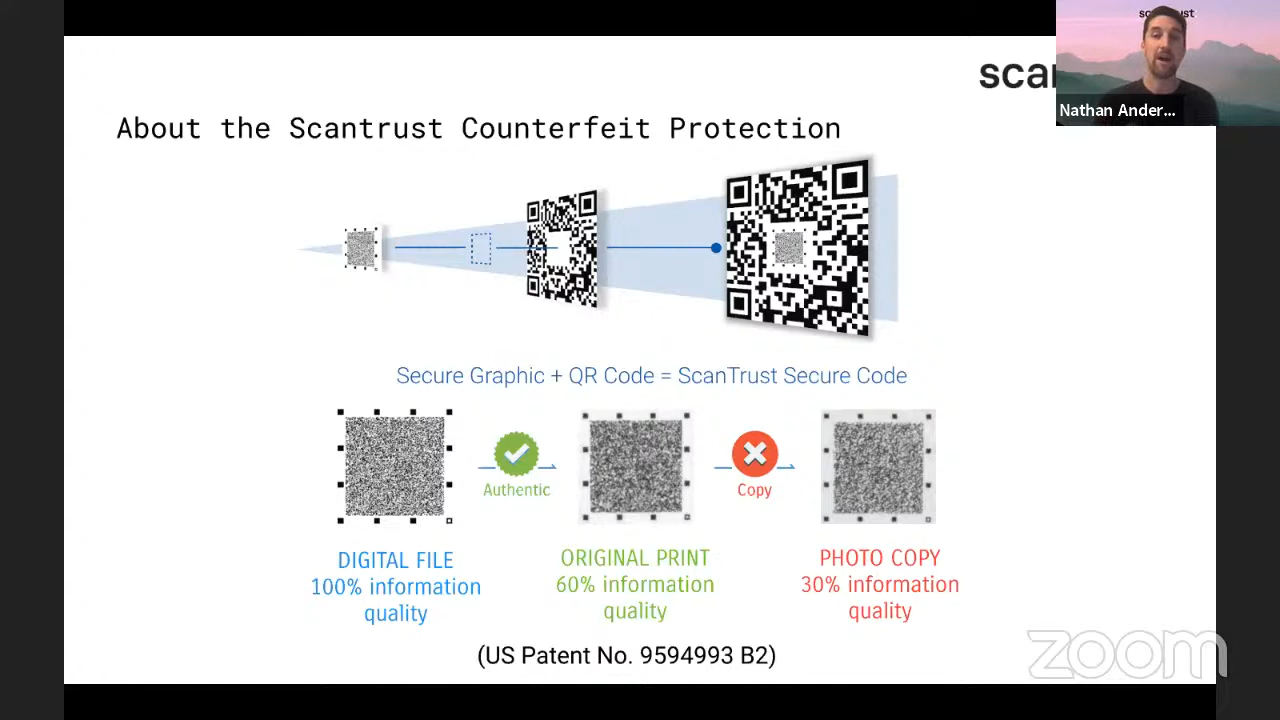 scan
sc
st
Nathan Ander...
About the Scantrust Counterfeit Protection
Secure Graphic + QR Code = ScanTrust Secure Code
Authentic
Copy
DIGITAL FILE
100% information
quality
ORIGINAL PRINT
60% information
quality
PHOTO COPY
30% information
quality
(US Patent No. 9594993 B2)
zoom